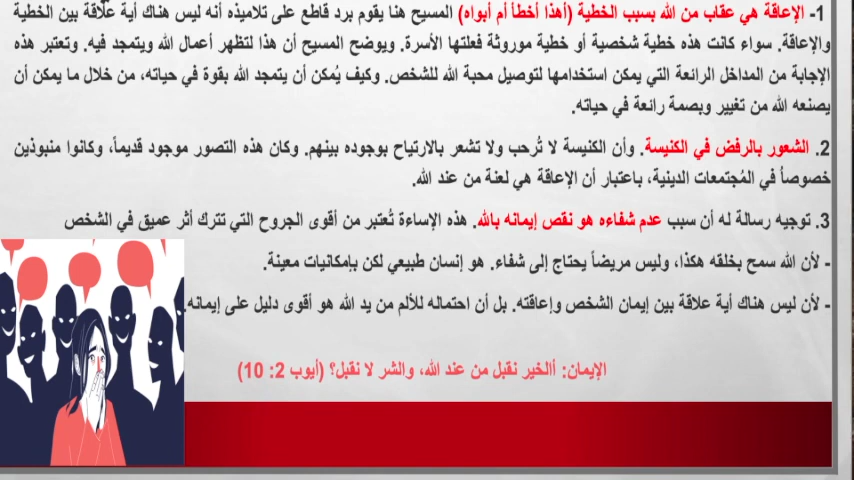 1- الإعاقة هي عقاب من الله بسبب الخطية (أهذا أخطأ أم أبواه) المسيح هنا يقوم برد قاطع على تلاميذه أنه ليس هناك أية علاقة بين الخطية
والإعاقة. سواء كانت هذه خطية شخصية أو خطية موروثة فعلتها الأسرة. ويوضح المسيح أن هذا لتظهر أعمال الله ويتمجد فيه. وتعتبر هذه
الإجابة من المداخل الرائعة التي يمكن استخدامها لتوصيل محبة الله للشخص. وكيف يُمكن أن يتمجد الله بقوة في حياته، من خلال ما يمكن أن
يصنعه الله من تغيير وبصمة رائعة في حياته.
2. الشعور بالرفض في الكنيسة. وأن الكنيسة لا تُرحب ولا تشعر بالارتياح بوجوده بينهم. وكان هذه التصور موجود قديماً، وكانوا منبوذين
خصوصاً في المُجتمعات الدينية، باعتبار أن الإعاقة هي لعنة من عند الله.
3. توجيه رسالة له أن سبب عدم شفاءه هو نقص إيمانه بالله. هذه الإساءة تُعتبر من أقوى الجروح التي تترك أثر عميق في الشخص
- لأن الله سمح بخلقه هكذا، وليس مريضاً يحتاج إلى شفاء. هو إنسان طبيعي لكن بإمكانيات معينة.
- لأن ليس هناك أية علاقة بين إيمان الشخص وإعاقته. بل أن احتماله للألم من يد الله هو أقوى دليل على إيمانه.
الإيمان: أالخير نقبل من عند الله، والشر لا نقبل؟ (أيوب 2: 10)